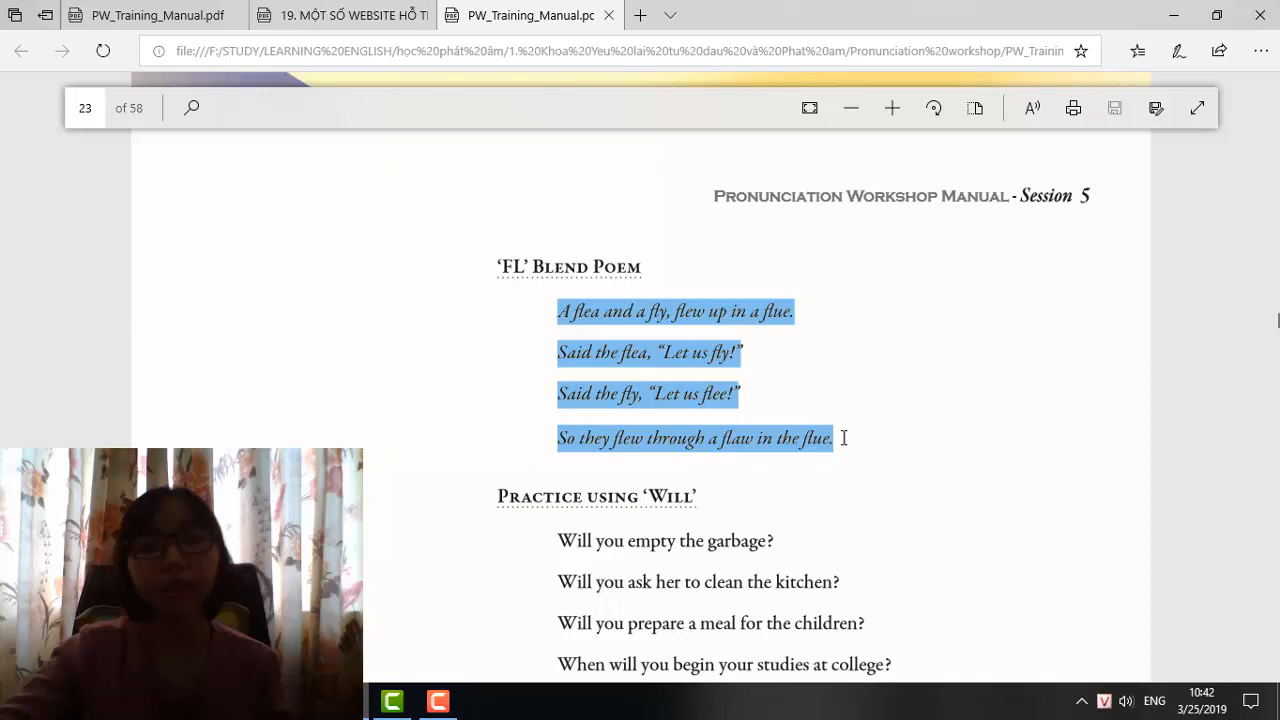 PW_Training_Manual.pdf
19. MỘT SỐ WEBSITE HỖ T
PW_Training_Manual.pd
file:///F:/STUDY/LEARNING%20ENGLISH/học%20phát%20âm/1.%20Khoa%20Yeu%20lai%20tu%20dau%20và%20Phat%20am/Pronunciation%20workshop/PW_Trainin
23 of 58
PRONUNCIATION WORKSHOP MANUAL - Session 5
‘FL’ BLEND POEM
A flea and a fly, flew up in a flue.
Said the flea, “Let us fly!”
Said the fly, “Let us flee!”
So they flew through a flaw in the flue.
PRACTICE USING ‘WILL’
Will you empty the garbage?
Will you ask her to clean the kitchen?
Will you prepare a meal for the children?
When will you begin your studies at college?
V ENG
10:42
3/25/2019